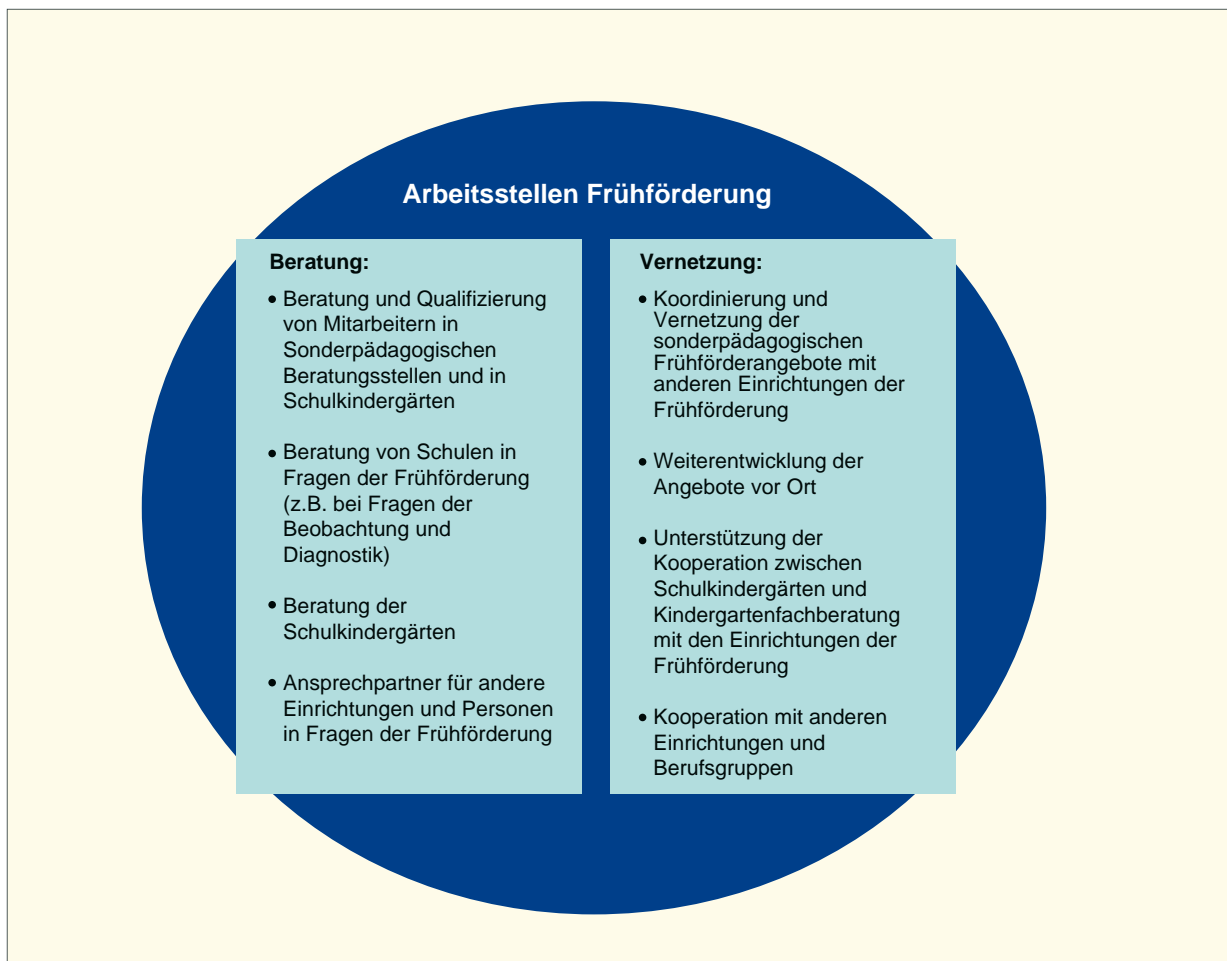 Arbeitsstellen Frühförderung
Beratung:
• Beratung und Qualifizierung
von Mitarbeitern in
Sonderpädagogischen
Beratungsstellen und in
Schulkindergärten
• Beratung von Schulen in
Fragen der Frühförderung
(z.B. bei Fragen der
Beobachtung und
Diagnostik)
• Beratung der
Schulkindergärten
• Ansprechpartner für andere
Einrichtungen und Personen
in Fragen der Frühförderung
Vernetzung:
• Koordinierung und
Vernetzung der
sonderpädagogischen
Frühförderangebote mit
anderen Einrichtungen der
Frühförderung
• Weiterentwicklung der
Angebote vor Ort
• Unterstützung der
Kooperation zwischen
Schulkindergärten und
Kindergartenfachberatung
mit den Einrichtungen der
Frühförderung
• Kooperation mit anderen
Einrichtungen und
Berufsgruppen